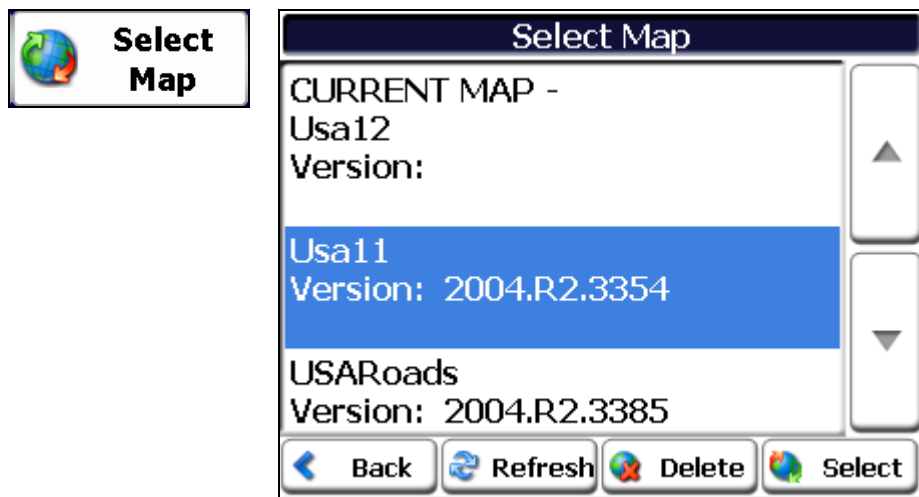 Select
Map
Select Map
CURRENT MAP -
Usa12
Version:
Usa11
Version: 2004.R2.3354
USARoads
Version: 2004.R2.3385
Back Refresh Delete Select